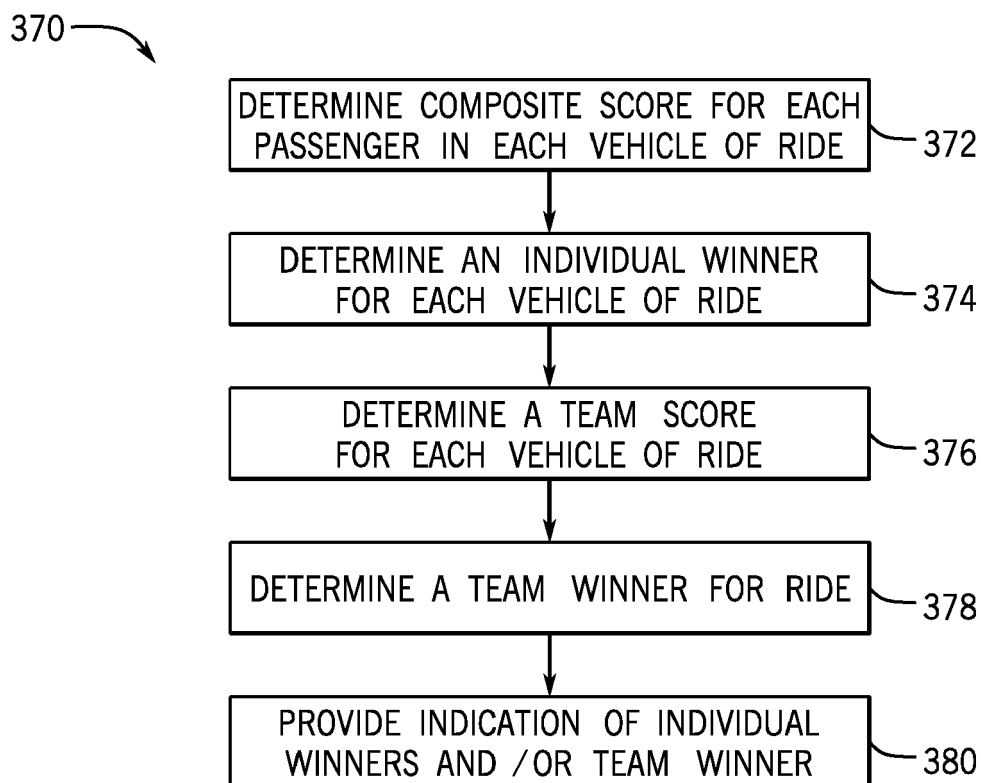 370
DETERMINE COMPOSITE SCORE FOR EACH
PASSENGER IN EACH VEHICLE OF RIDE
372
DETERMINE AN INDIVIDUAL WINNER
FOR EACH VEHICLE OF RIDE
374
DETERMINE A TEAM SCORE
FOR EACH VEHICLE OF RIDE
376
DETERMINE A TEAM WINNER FOR RIDE
378
PROVIDE INDICATION OF INDIVIDUAL
WINNERS AND /OR TEAM WINNER
380